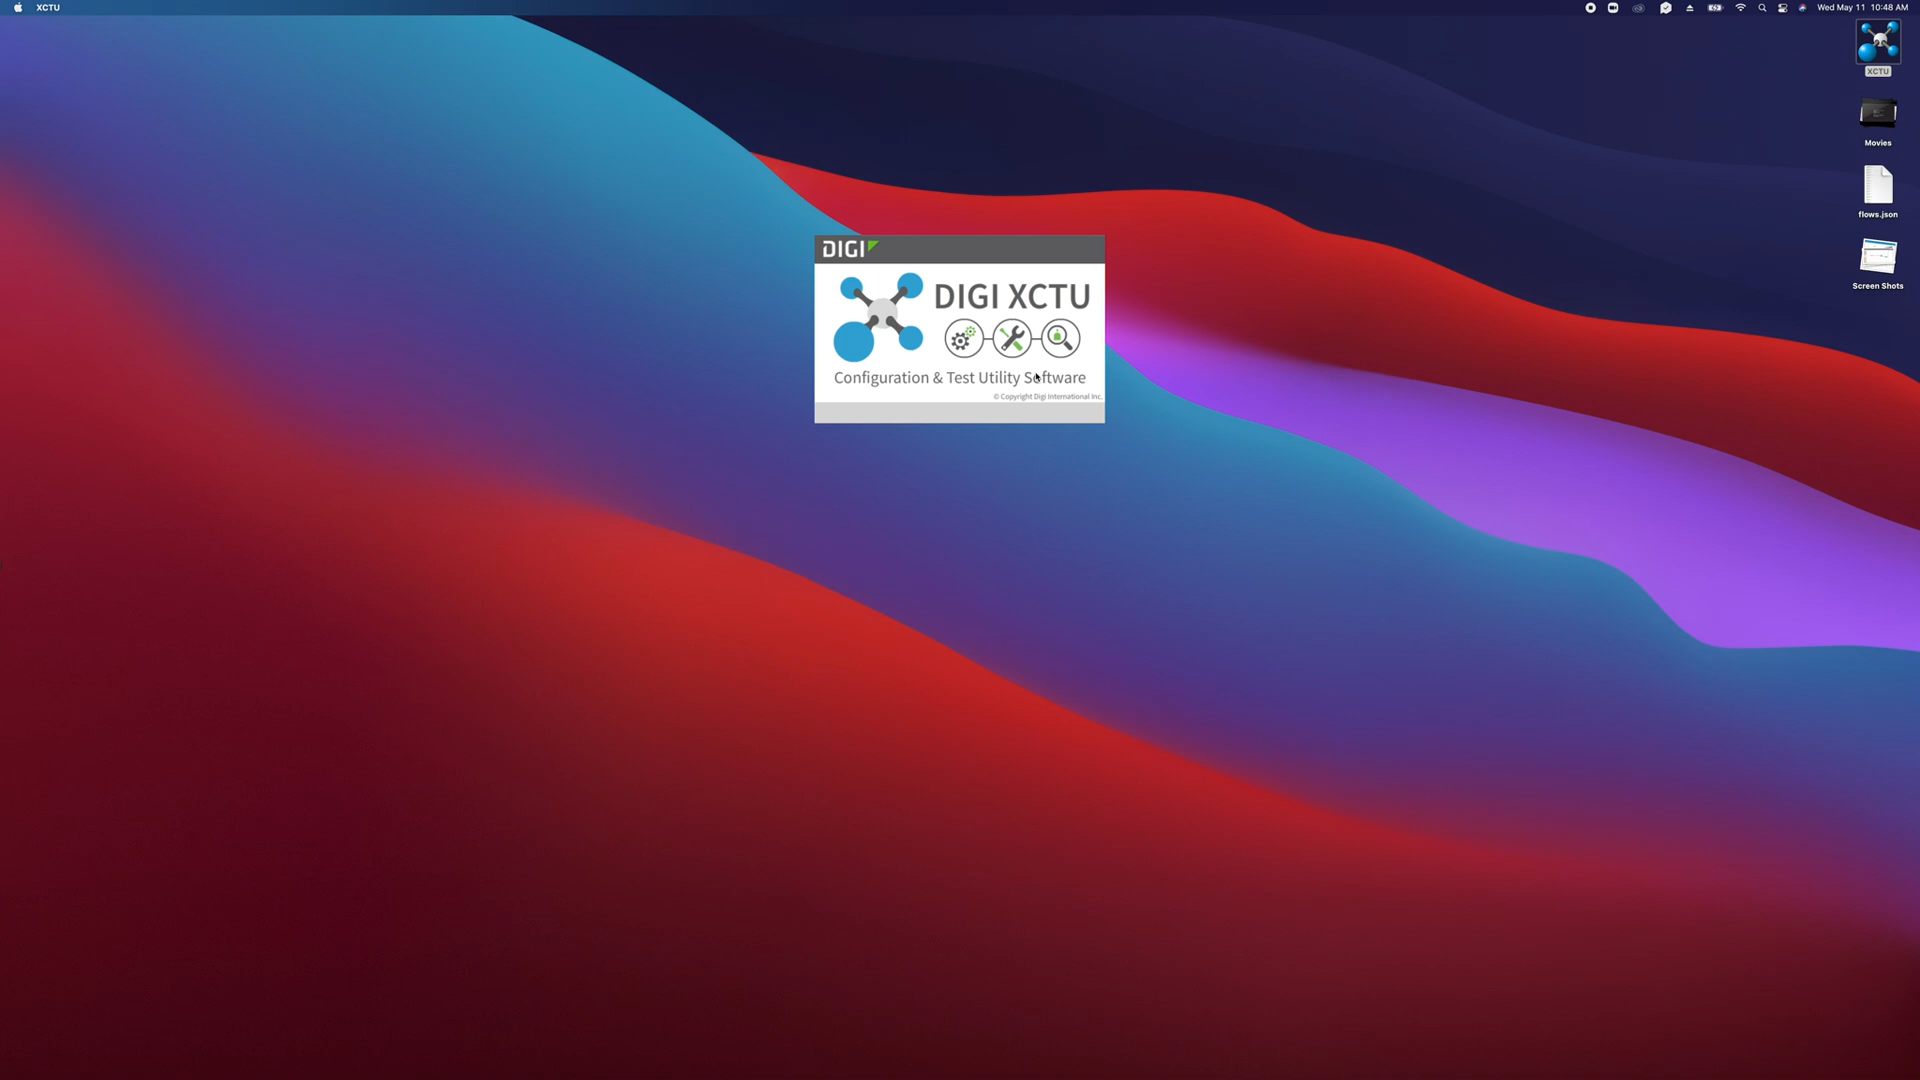 XCTU
Wed May 11 10:48 AM
XCTU
Movies
flows.json
Screen Shots
DIGI
DIGI XCTU
Configuration & Test Utility Software
© Copyright Digi International Inc.